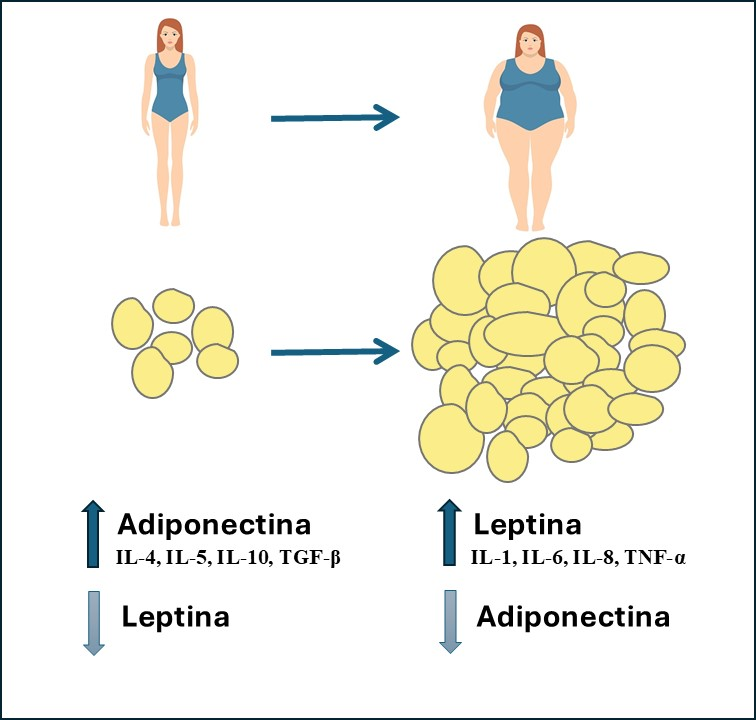 Adiponectina
IL-4, IL-5, IL-10, TGF-β
Leptina
Leptina
IL-1, IL-6, IL-8, TNF-α
Adiponectina